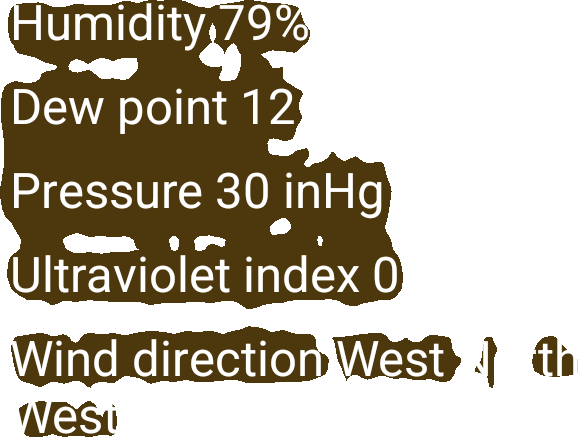 Humidity 79%
Dew point 12
Pressure 30 inHg
Ultraviolet index 0
Wind direction West
West